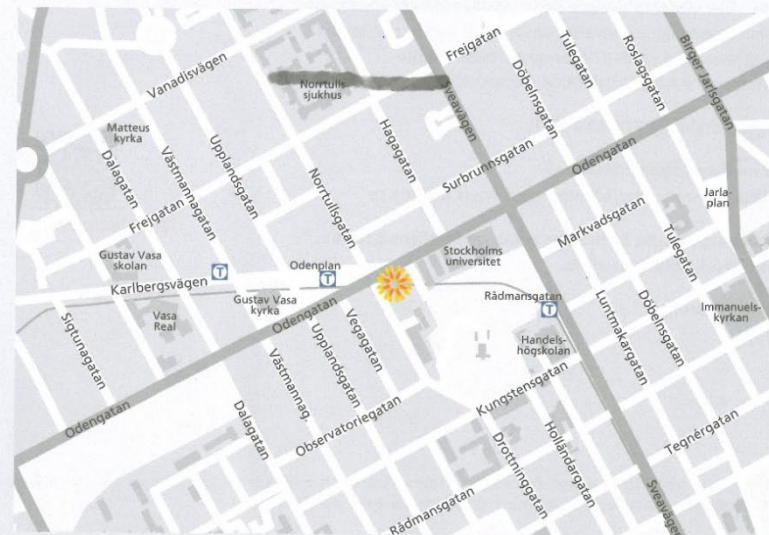 Vanadisvägen
Norrtulls-
sjukhus
Frejgatan
Sveavägen
Döbelnsgatan
Tulegatan
Roslagsgatan
Birger Jarlsgatan
Matteus
kyrka
Dalagatan
Västmannagatan
Upplandsgatan
Norrtullsgatan
Hagagatan
Surbrunnsgatan
Odengatan
Frejgatan
Jarla-
plan
Markvadsgatan
Tulegatan
Gustav Vasa
skolan
Karlbergsvägen
T
Odenplan
T
Stockholms
universitet
Gustav Vasa
kyrka
Odengatan
Rådmansgatan
T
Luntmakargatan
Döbelnsgatan
Immanuels-
kyrkan
Sigtunagatan
Vasa
Real
Vegagatan
Upplandsgatan
Västmannag.
Handels-
högskolan
Kungstensgatan
Odengatan
Dalagatan
Observatoriegatan
Drottninggatan
Holländargatan
Tegnérgatan
Rådmansgatan
Sveavägen